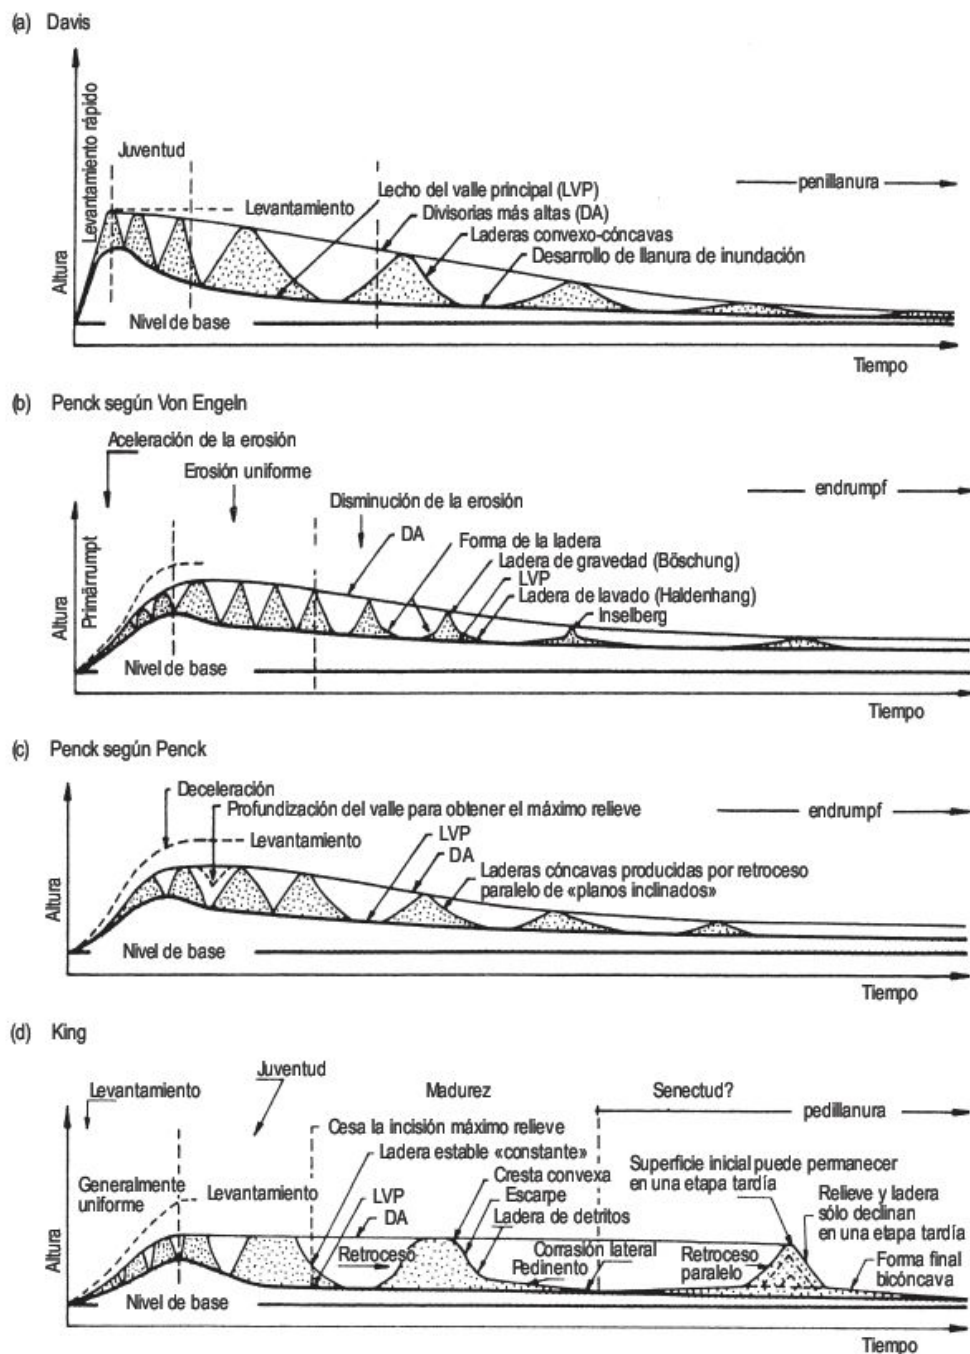 (a) Davis
Levantamiento rápido
Juventud
Levantamiento
Lecho del valle principal (LVP)
Divisorias más altas (DA)
Laderas convexo-cóncavas
Desarrollo de llanura de inundación
penillanura
Altura
Nivel de base
Tiempo
(b) Penck según Von Engeln
Aceleración de la erosión
Erosión uniforme
Disminución de la erosión
endrumpf
DA
Forma de la ladera
Ladera de gravedad (Böschung)
LVP
Ladera de lavado (Haldenhang)
Inselberg
Altura
Primärrumpt
Nivel de base
Tiempo
(c) Penck según Penck
Deceleración
Profundización del valle para obtener el máximo relieve
endrumpf
Levantamiento
LVP
DA
Laderas cóncavas producidas por retroceso
paralelo de «planos inclinados»
Altura
Nivel de base
Tiempo
(d) King
Juventud
Levantamiento
Madurez
Senectud?
pedillanura
Cesa la incisión máximo relieve
Ladera estable «constante»
Cresta convexa
Escarpe
Ladera de detritos
Superficie inicial puede permanecer
en una etapa tardía
Generalmente
uniforme
Levantamiento
LVP
DA
Relieve y ladera
sólo declinan
en una etapa tardía
Retroceso
Corrasión lateral
Pedinento
Retroceso
paralelo
Forma final
bicóncava
Altura
Nivel de base
Tiempo